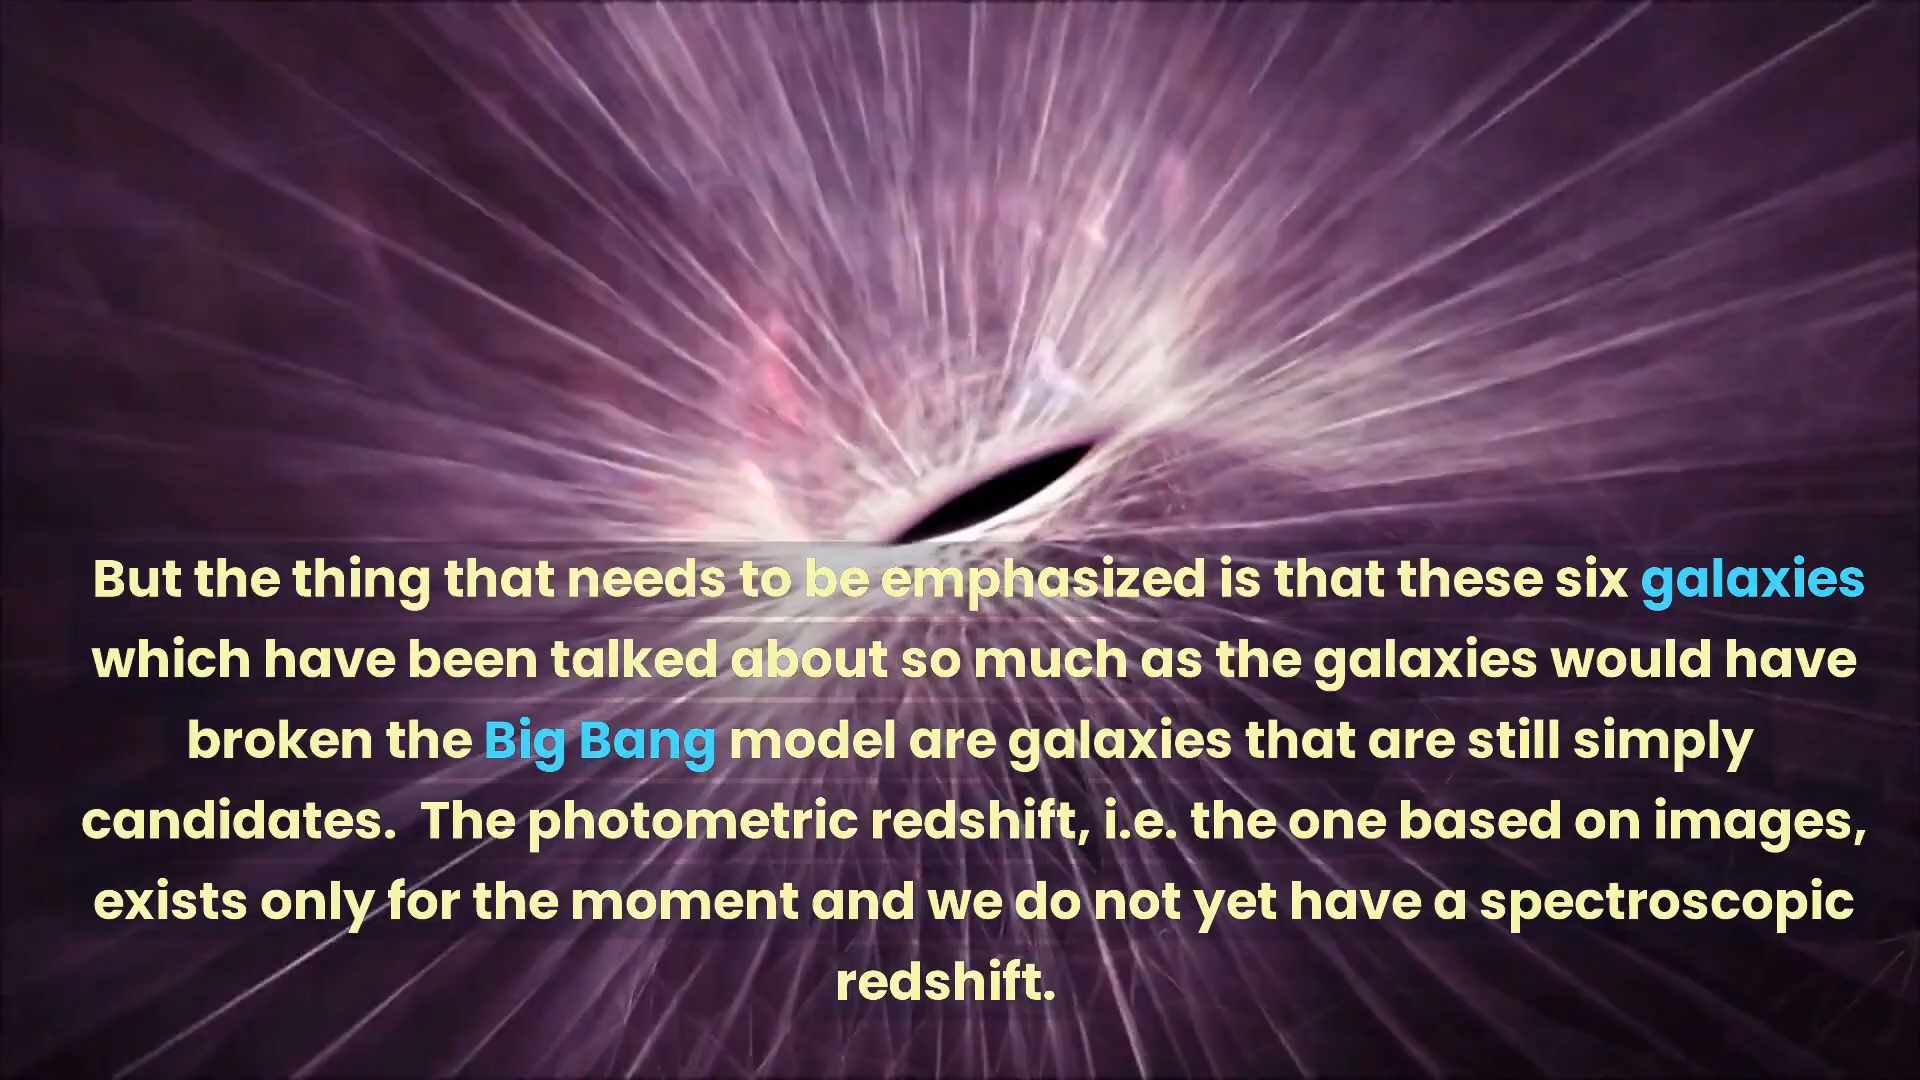 But the thing that needs to be emphasized is that these six galaxies
which have been talked about so much as the galaxies would have
broken the Big Bang model are galaxies that are still simply
candidates.  The photometric redshift, i.e. the one based on images,
exists only for the moment and we do not yet have a spectroscopic
redshift.